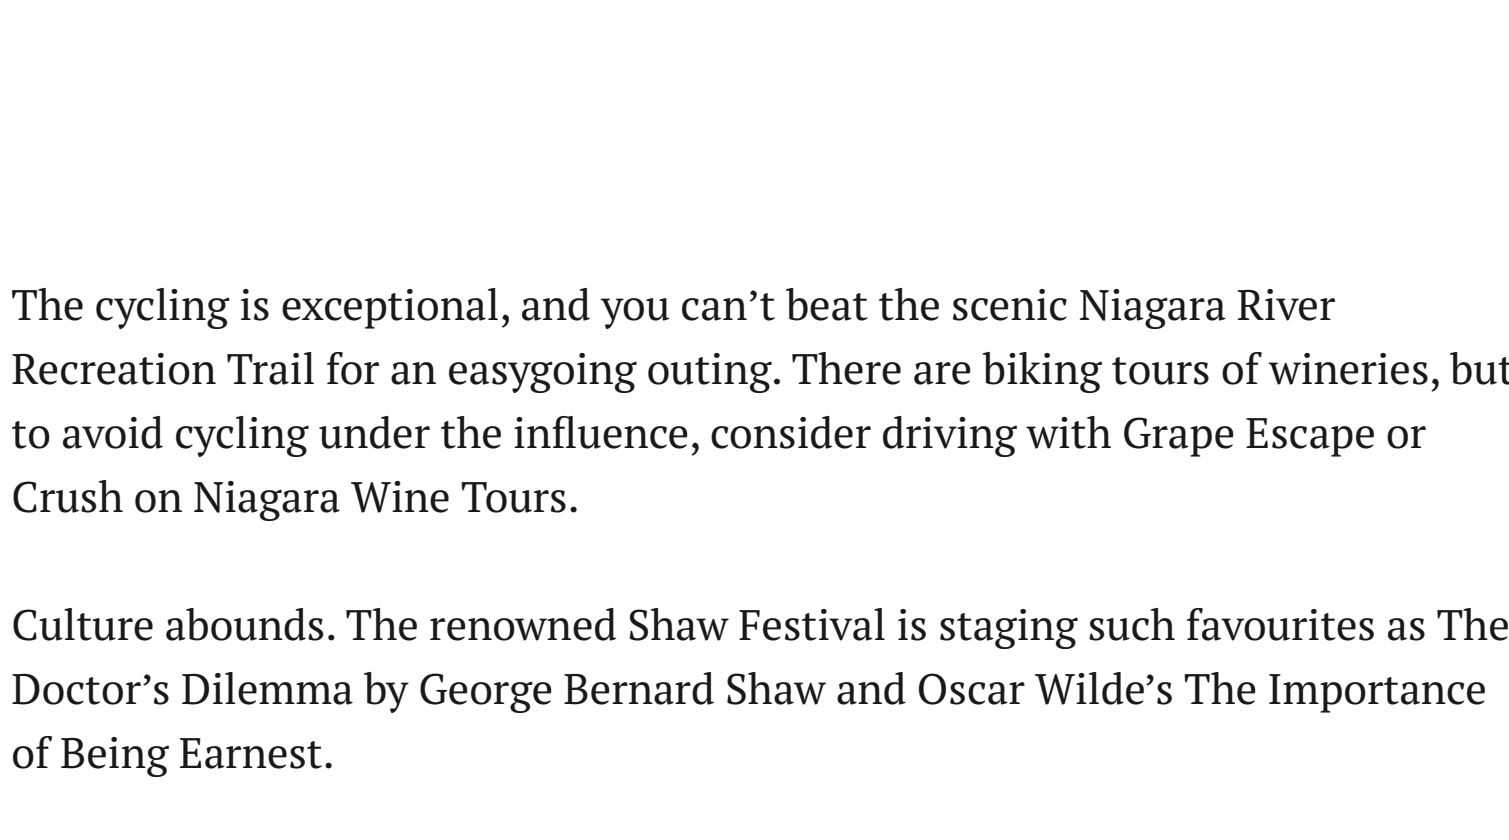 The cycling is exceptional, and you can’t beat the scenic Niagara River
Recreation Trail for an easygoing outing. There are biking tours of wineries, but
to avoid cycling under the influence, consider driving with Grape Escape or
Crush on Niagara Wine Tours.
Culture abounds. The renowned Shaw Festival is staging such favourites as The
Doctor’s Dilemma by George Bernard Shaw and Oscar Wilde’s The Importance
of Being Earnest.